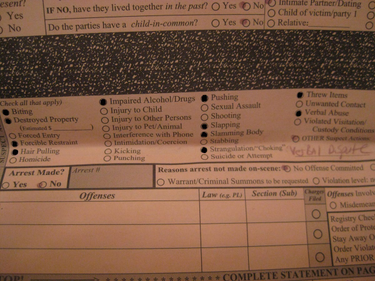 present! IF NO, have they lived together in the past? Yes No Intimate Partner/Dating
Yes No Child of victim/party 1
Do the parties have a child-in-common? Yes No Relative:
Check all that apply)
Biting
Destroyed Property
(Estimated $ )
Forced Entry
Forcible Restraint
Hair Pulling
Homicide
Impaired Alcohol/Drugs
Injury to Child
Injury to Other Persons
Injury to Pet/Animal
Interference with Phone
Intimidation/Coercion
Kicking
Punching
Pushing
Sexual Assault
Shooting
Slapping
Slamming Body
Stabbing
Strangulation/"Choking"
Suicide or Attempt
Threw Items
Unwanted Contact
Verbal Abuse
Violated Visitation/
Custody Conditions
OTHER
Arrest Made? Arrest #
Yes No
Reasons arrest not made on-scene: No Offense Committed
Warrant/Criminal Summons to be requested Violation level;
Offenses Law (e.g. PL) Section (Sub) Charges Filed Offenses Involv
Misdemea
Registry Chec
Order of Prote
Stay Away O
Order Violate
Any PRIOR
COMPLETE STATEMENT ON PAG